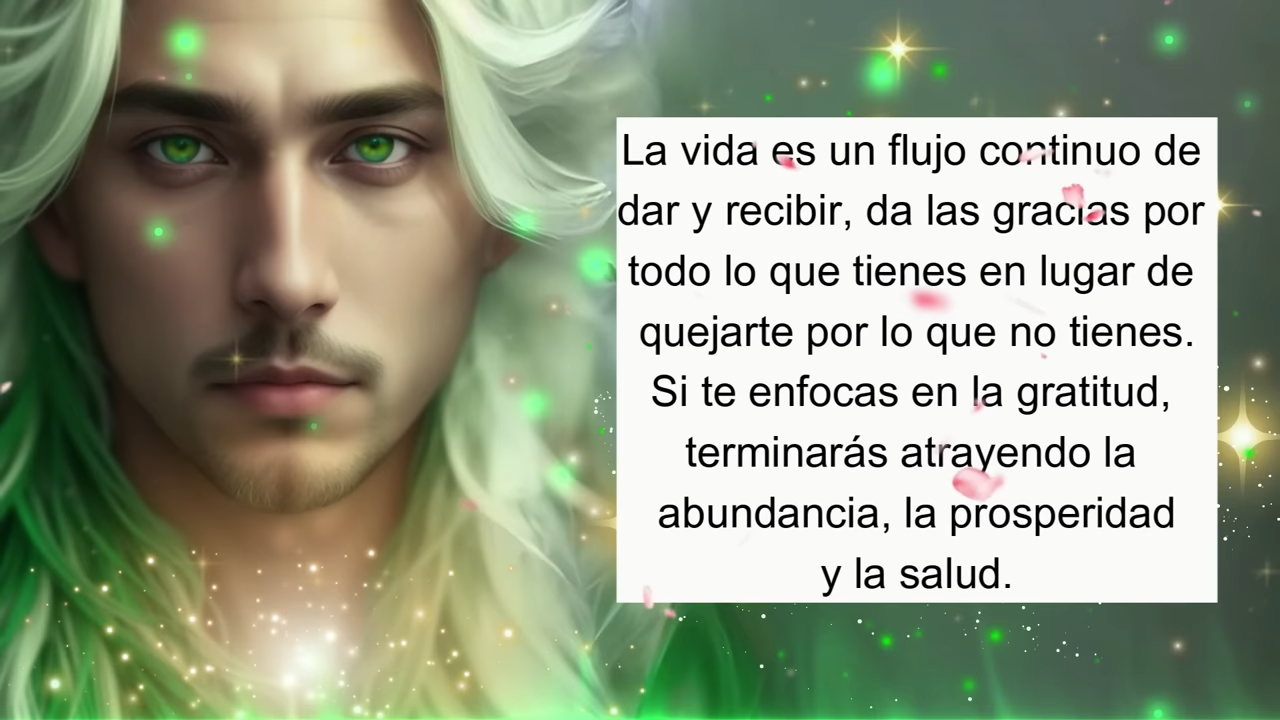 La vida es un flujo continuo de
dar y recibir, da las gracias por
todo lo que tienes en lugar de
quejarte por lo que no tienes.
Si te enfocas en la gratitud,
terminarás atrayendo la
abundancia, la prosperidad
y la salud.